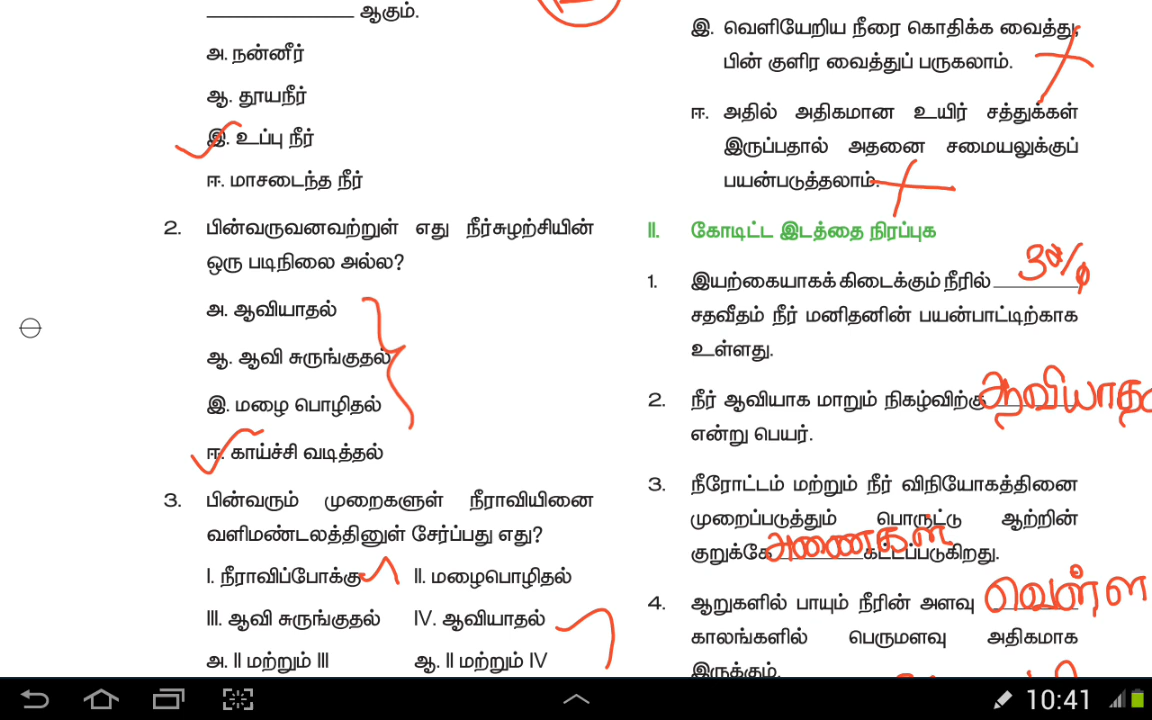 ____________ ஆகும்.
அ. நன்னீர்
ஆ. தூயநீர்
இ. உப்பு நீர்
ஈ. மாசடைந்த நீர்
2. பின்வருவனவற்றுள் எது நீர்சுழற்சியின்
ஒரு படிநிலை அல்ல?
அ. ஆவியாதல்
ஆ. ஆவி சுருங்குதல்
இ. மழை பொழிதல்
ஈ. காய்ச்சி வடித்தல்
3. பின்வரும் முறைகளுள் நீராவியினை
வளிமண்டலத்தினுள் சேர்ப்பது எது?
I. நீராவிப்போக்கு II. மழைபொழிதல்
III. ஆவி சுருங்குதல் IV. ஆவியாதல்
அ. II மற்றும் III ஆ. II மற்றும் IV
இ. வெளியேறிய நீரை கொதிக்க வைத்து,
பின் குளிர வைத்துப் பருகலாம்.
ஈ. அதில் அதிகமான உயிர் சத்துக்கள்
இருப்பதால் அதனை சமையலுக்குப்
பயன்படுத்தலாம்.
II. கோடிட்ட இடத்தை நிரப்புக
1. இயற்கையாகக் கிடைக்கும் நீரில் 3%
சதவீதம் நீர் மனிதனின் பயன்பாட்டிற்காக
உள்ளது.
2. நீர் ஆவியாக மாறும் நிகழ்விற்கு ஆவியாத
என்று பெயர்.
3. நீரோட்டம் மற்றும் நீர் விநியோகத்தினை
முறைப்படுத்தும் பொருட்டு ஆற்றின்
குறுக்கே அணைகள் கட்டப்படுகிறது.
4. ஆறுகளில் பாயும் நீரின் அளவு வெள்ள
காலங்களில் பெருமளவு அதிகமாக
இருக்கும்.
10:41